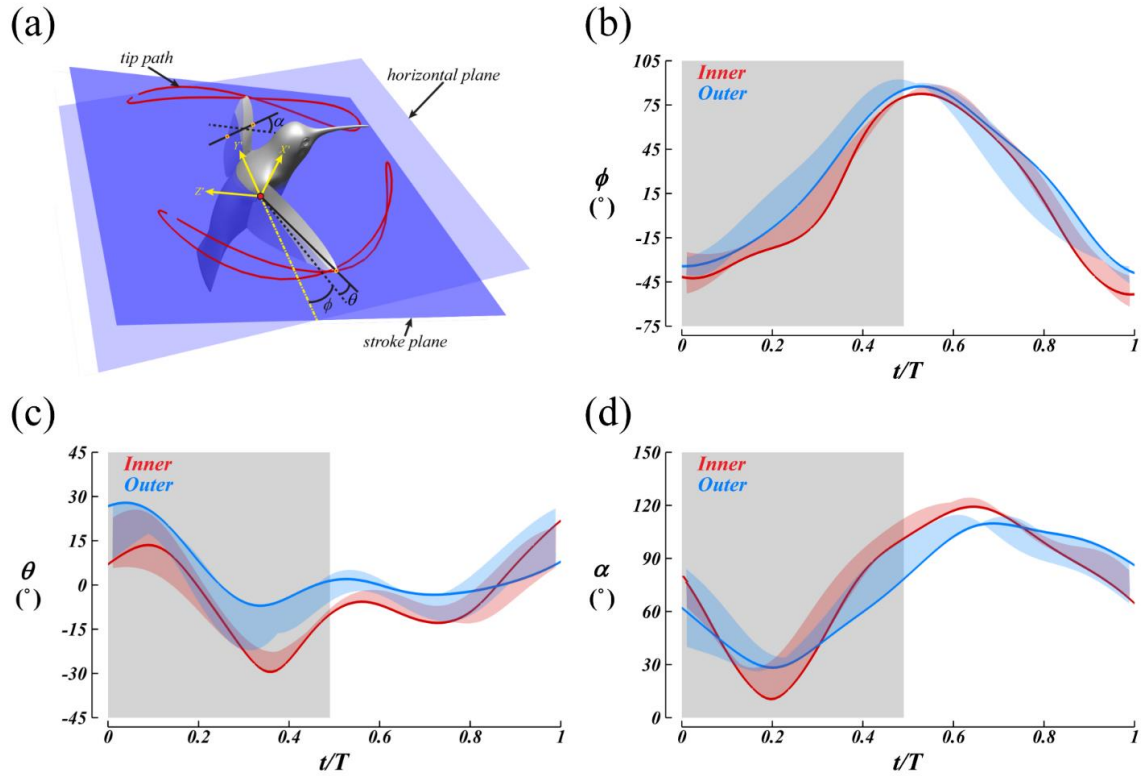 (a)
tip path
horizontal plane
α
Y'
X'
Z'
ϕ
θ
stroke plane
(b)
Inner
Outer
105
75
45
15
-15
-45
-75
ϕ
(°)
0 0.2 0.4 0.6 0.8 1
t/T
(c)
Inner
Outer
45
30
15
0
-15
-30
-45
θ
(°)
0 0.2 0.4 0.6 0.8 1
t/T
(d)
Inner
Outer
150
120
90
60
30
0
α
(°)
0 0.2 0.4 0.6 0.8 1
t/T